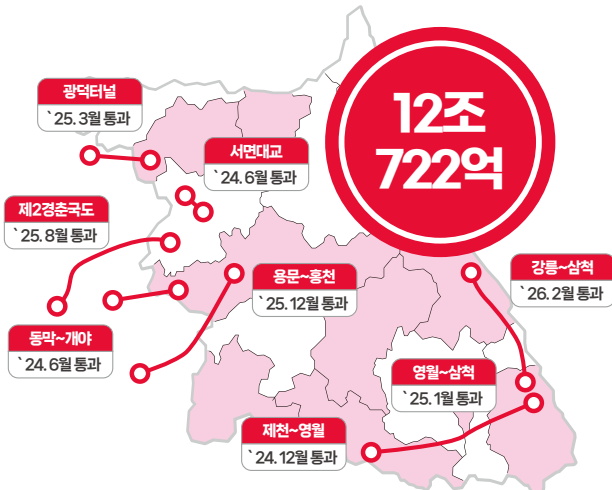 12조
722억
광덕터널
`25. 3월 통과
서면대교
`24. 6월 통과
제2경춘국도
`25. 8월 통과
용문~홍천
`25. 12월 통과
강릉~삼척
`26. 2월 통과
동막~개야
`24. 6월 통과
영월~삼척
`25. 1월 통과
제천~영월
`24. 12월 통과